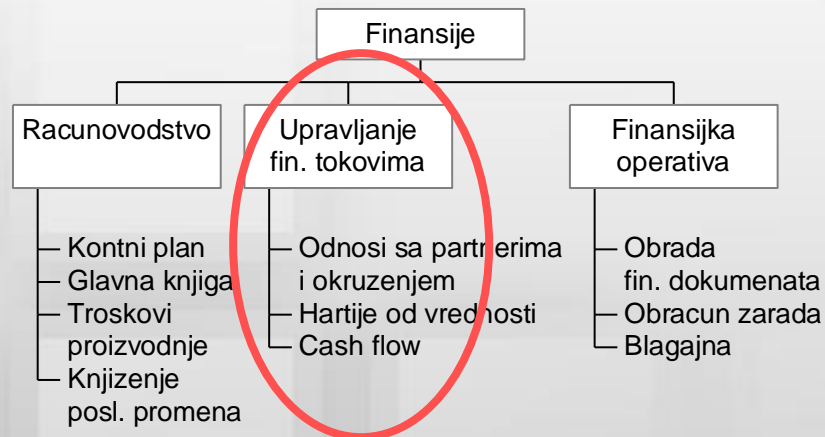 Finansije
Racunovodstvo
Kontni plan
Glavna knjiga
Troskovi
proizvodnje
Knjizenje
posl. promena
Upravljanje
fin. tokovima
Odnosi sa partnerima
i okruzenjem
Hartije od vrednosti
Cash flow
Finansijka
operativa
Obrada
fin. dokumenata
Obracun zarada
Blagajna